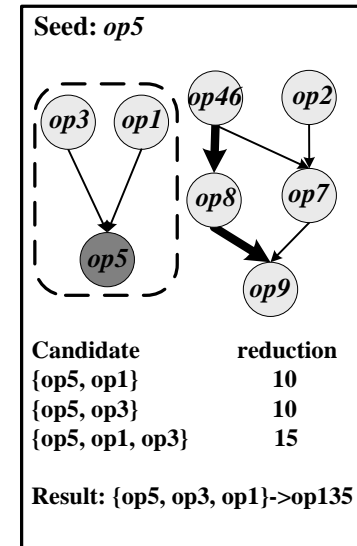 Seed: op5
op46 op2
op3 op1
op8 op7
op5
op9
Candidate reduction
{op5, op1} 10
{op5, op3} 10
{op5, op1, op3} 15
Result: {op5, op3, op1}->op135